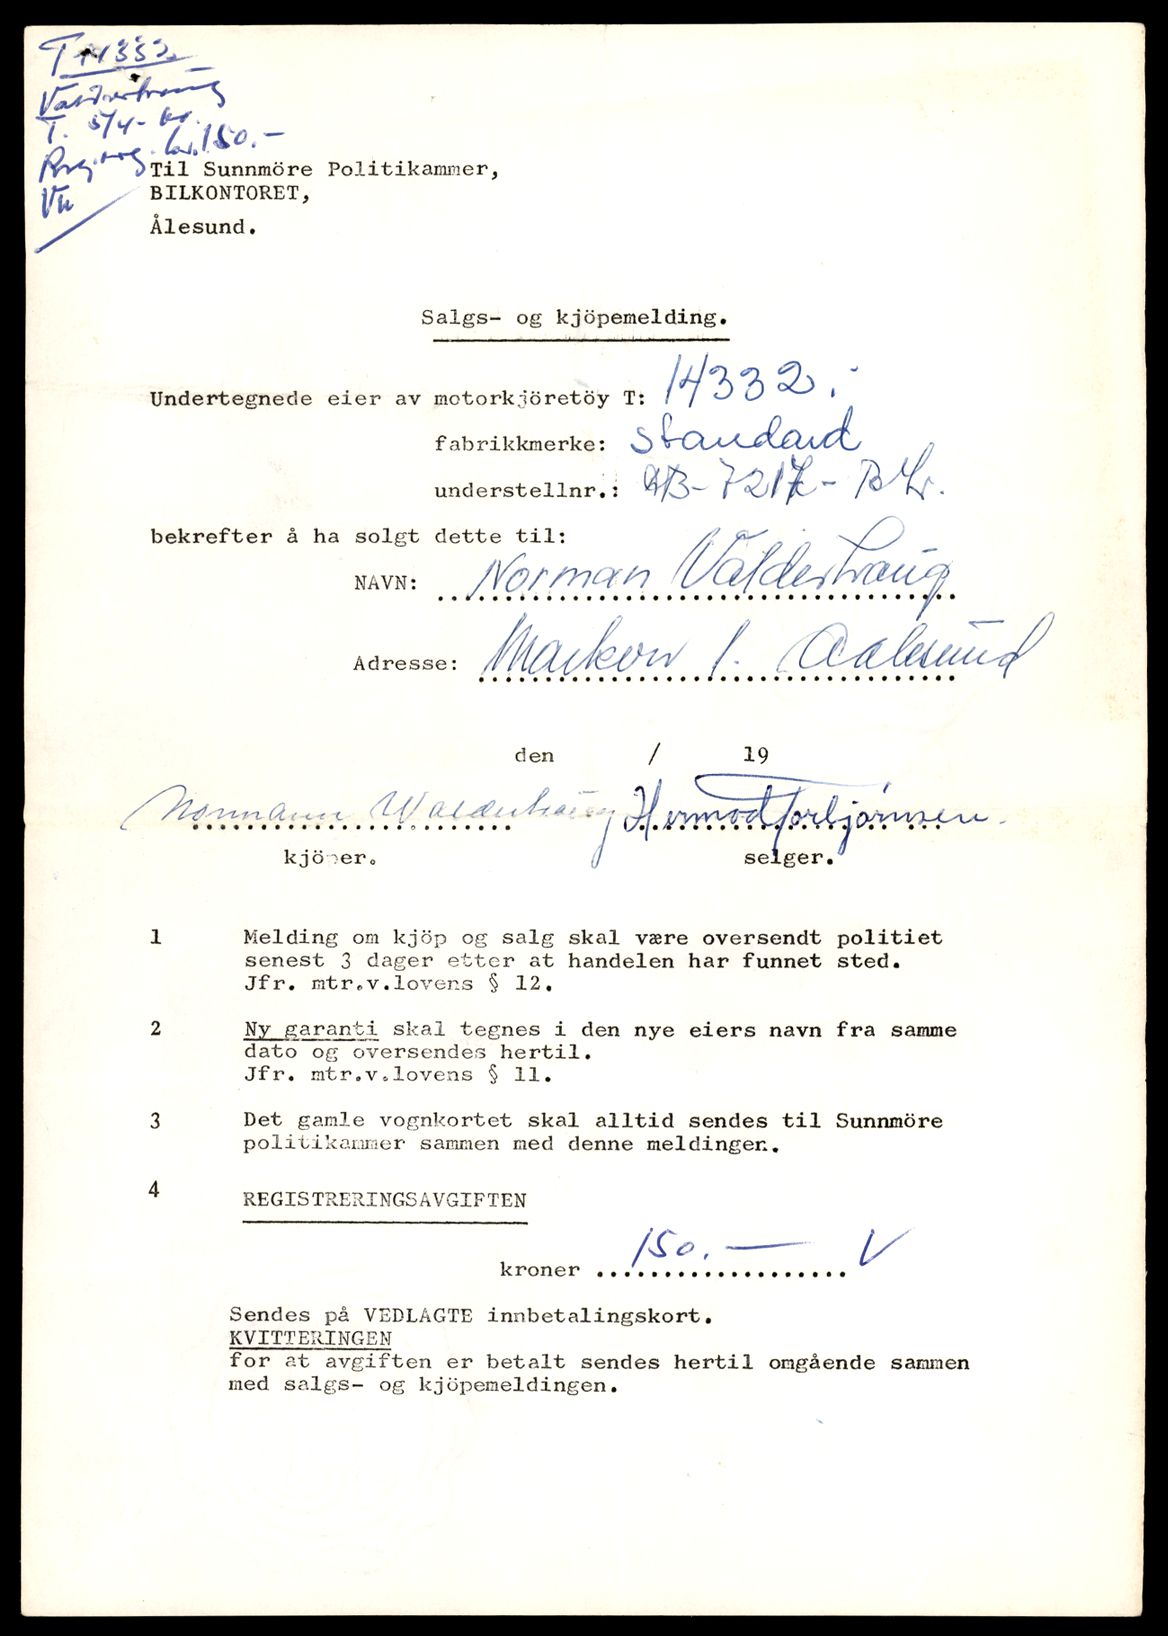 T 14332
Valderhaug
T. 5/4-
Reg.avg. kr. 150.-
Til Sunnmöre Politikammer,
BILKONTORET,
Ålesund.
Salgs- og kjöpemelding.
Undertegnede eier av motorkjöretöy T: 14332.-
fabrikkmerke: Standard
understellnr.:
bekrefter å ha solgt dette til:
NAVN: Norman Valderhaug
Adresse: 1. Aalesund
den / 19
Normann Walderhaug Hermod Torbjørnsen.
kjöper. selger.
1 Melding om kjöp og salg skal være oversendt politiet
senest 3 dager etter at handelen har funnet sted.
Jfr. mtr.v.lovens § 12.
2 Ny garanti skal tegnes i den nye eiers navn fra samme
dato og oversendes hertil.
Jfr. mtr.v.lovens § 11.
3 Det gamle vognkortet skal alltid sendes til Sunnmöre
politikammer sammen med denne meldingen.
4 REGISTRERINGSAVGIFTEN
kroner 150.— V
Sendes på VEDLAGTE innbetalingskort.
KVITTERINGEN
for at avgiften er betalt sendes hertil omgående sammen
med salgs- og kjöpemeldingen.